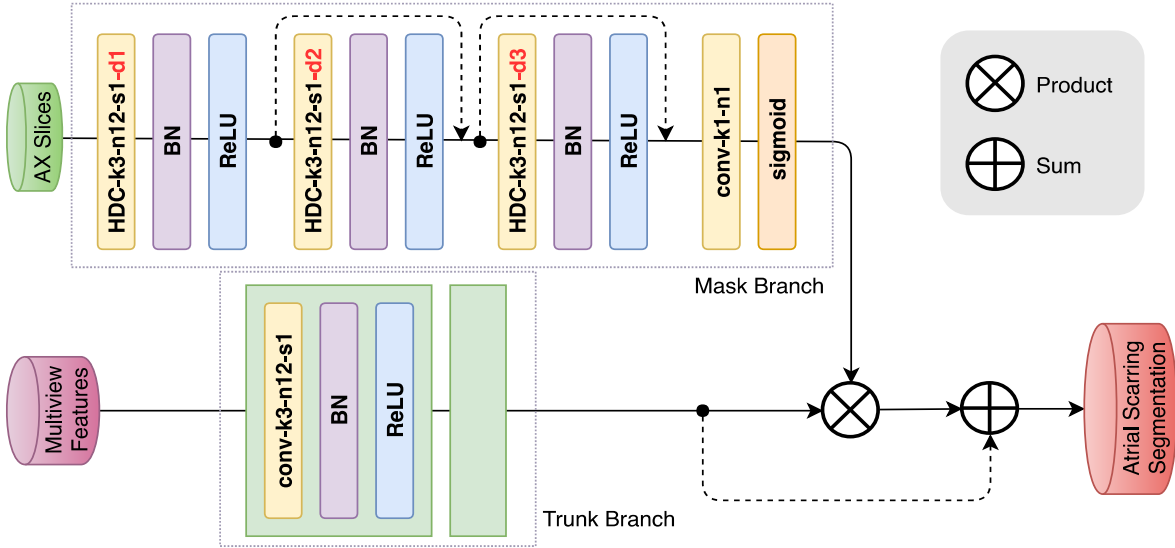 AX Slices
HDC-k3-n12-s1-d1
BN
ReLU
HDC-k3-n12-s1-d2
BN
ReLU
HDC-k3-n12-s1-d3
BN
ReLU
conv-k1-n1
sigmoid
Product
Sum
Mask Branch
Multiview
Features
conv-k3-n12-s1
BN
ReLU
Trunk Branch
Atrial Scarring
Segmentation